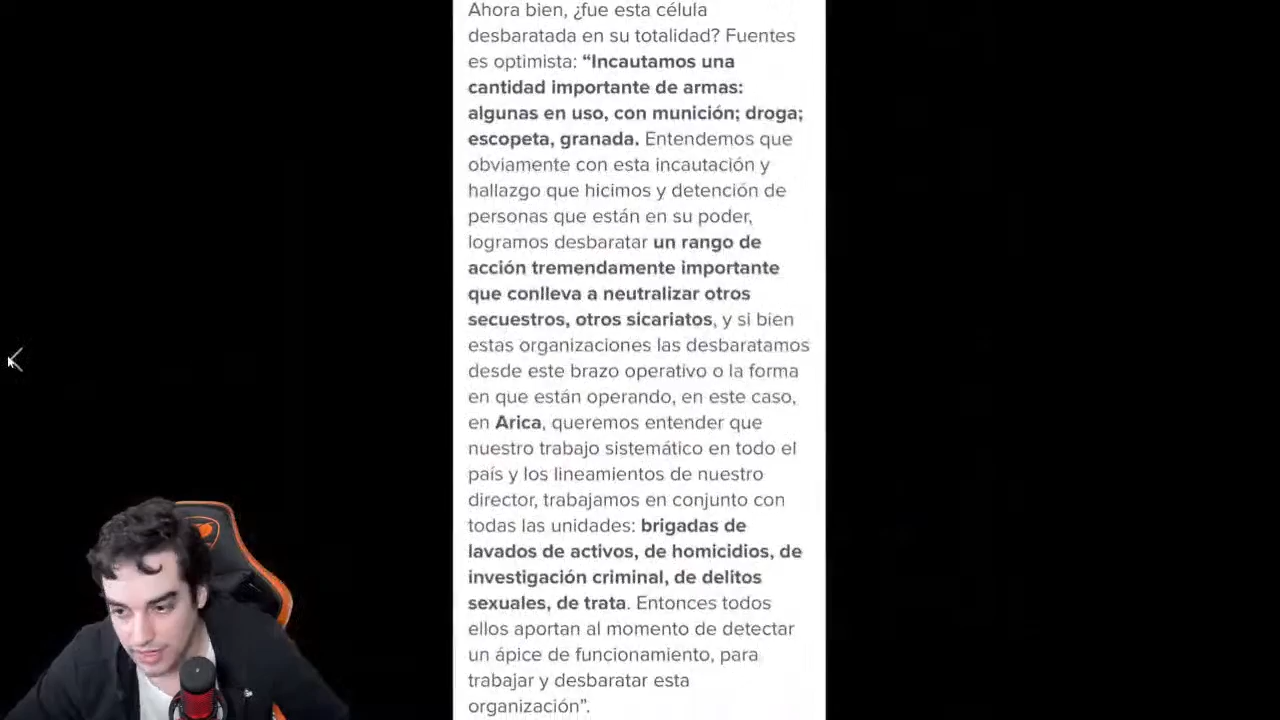 Ahora bien, ¿fue esta célula
desbaratada en su totalidad? Fuentes
es optimista: “Incautamos una
cantidad importante de armas:
algunas en uso, con munición; droga;
escopeta, granada. Entendemos que
obviamente con esta incautación y
hallazgo que hicimos y detención de
personas que están en su poder,
logramos desbaratar un rango de
acción tremendamente importante
que conlleva a neutralizar otros
secuestros, otros sicariatos, y si bien
estas organizaciones las desbaratamos
desde este brazo operativo o la forma
en que están operando, en este caso,
en Arica, queremos entender que
nuestro trabajo sistemático en todo el
país y los lineamientos de nuestro
director, trabajamos en conjunto con
todas las unidades: brigadas de
lavados de activos, de homicidios, de
investigación criminal, de delitos
sexuales, de trata. Entonces todos
ellos aportan al momento de detectar
un ápice de funcionamiento, para
trabajar y desbaratar esta
organización”.